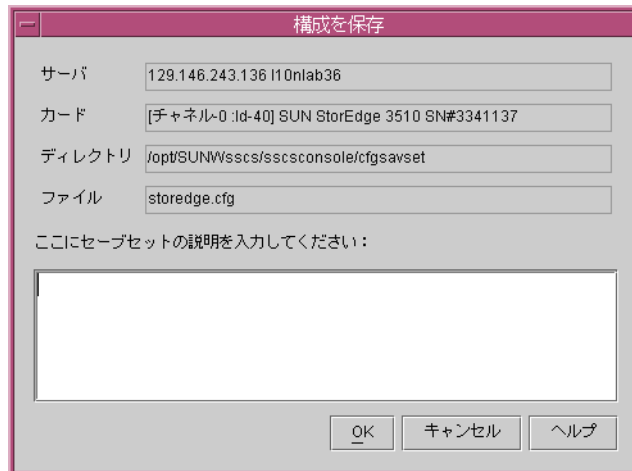 構成を保存
サーバ 129.146.243.136 l10nlab36
カード [チャネル-0 :Id-40] SUN StorEdge 3510 SN#3341137
ディレクトリ /opt/SUNWsscs/sscsconsole/cfgsavset
ファイル storedge.cfg
ここにセーブセットの説明を入力してください：
OK キャンセル ヘルプ